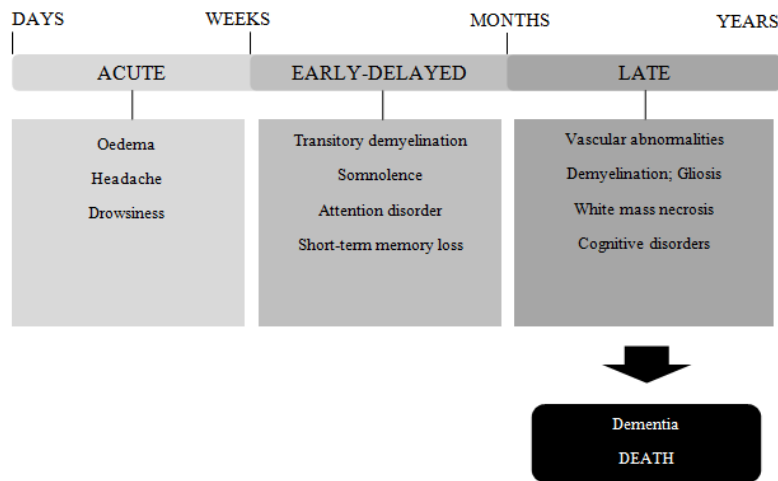 DAYS WEEKS MONTHS YEARS
ACUTE EARLY-DELAYED LATE
Oedema
Headache
Drowsiness
Transitory demyelination
Somnolence
Attention disorder
Short-term memory loss
Vascular abnormalities
Demyelination; Gliosis
White mass necrosis
Cognitive disorders
Dementia
DEATH